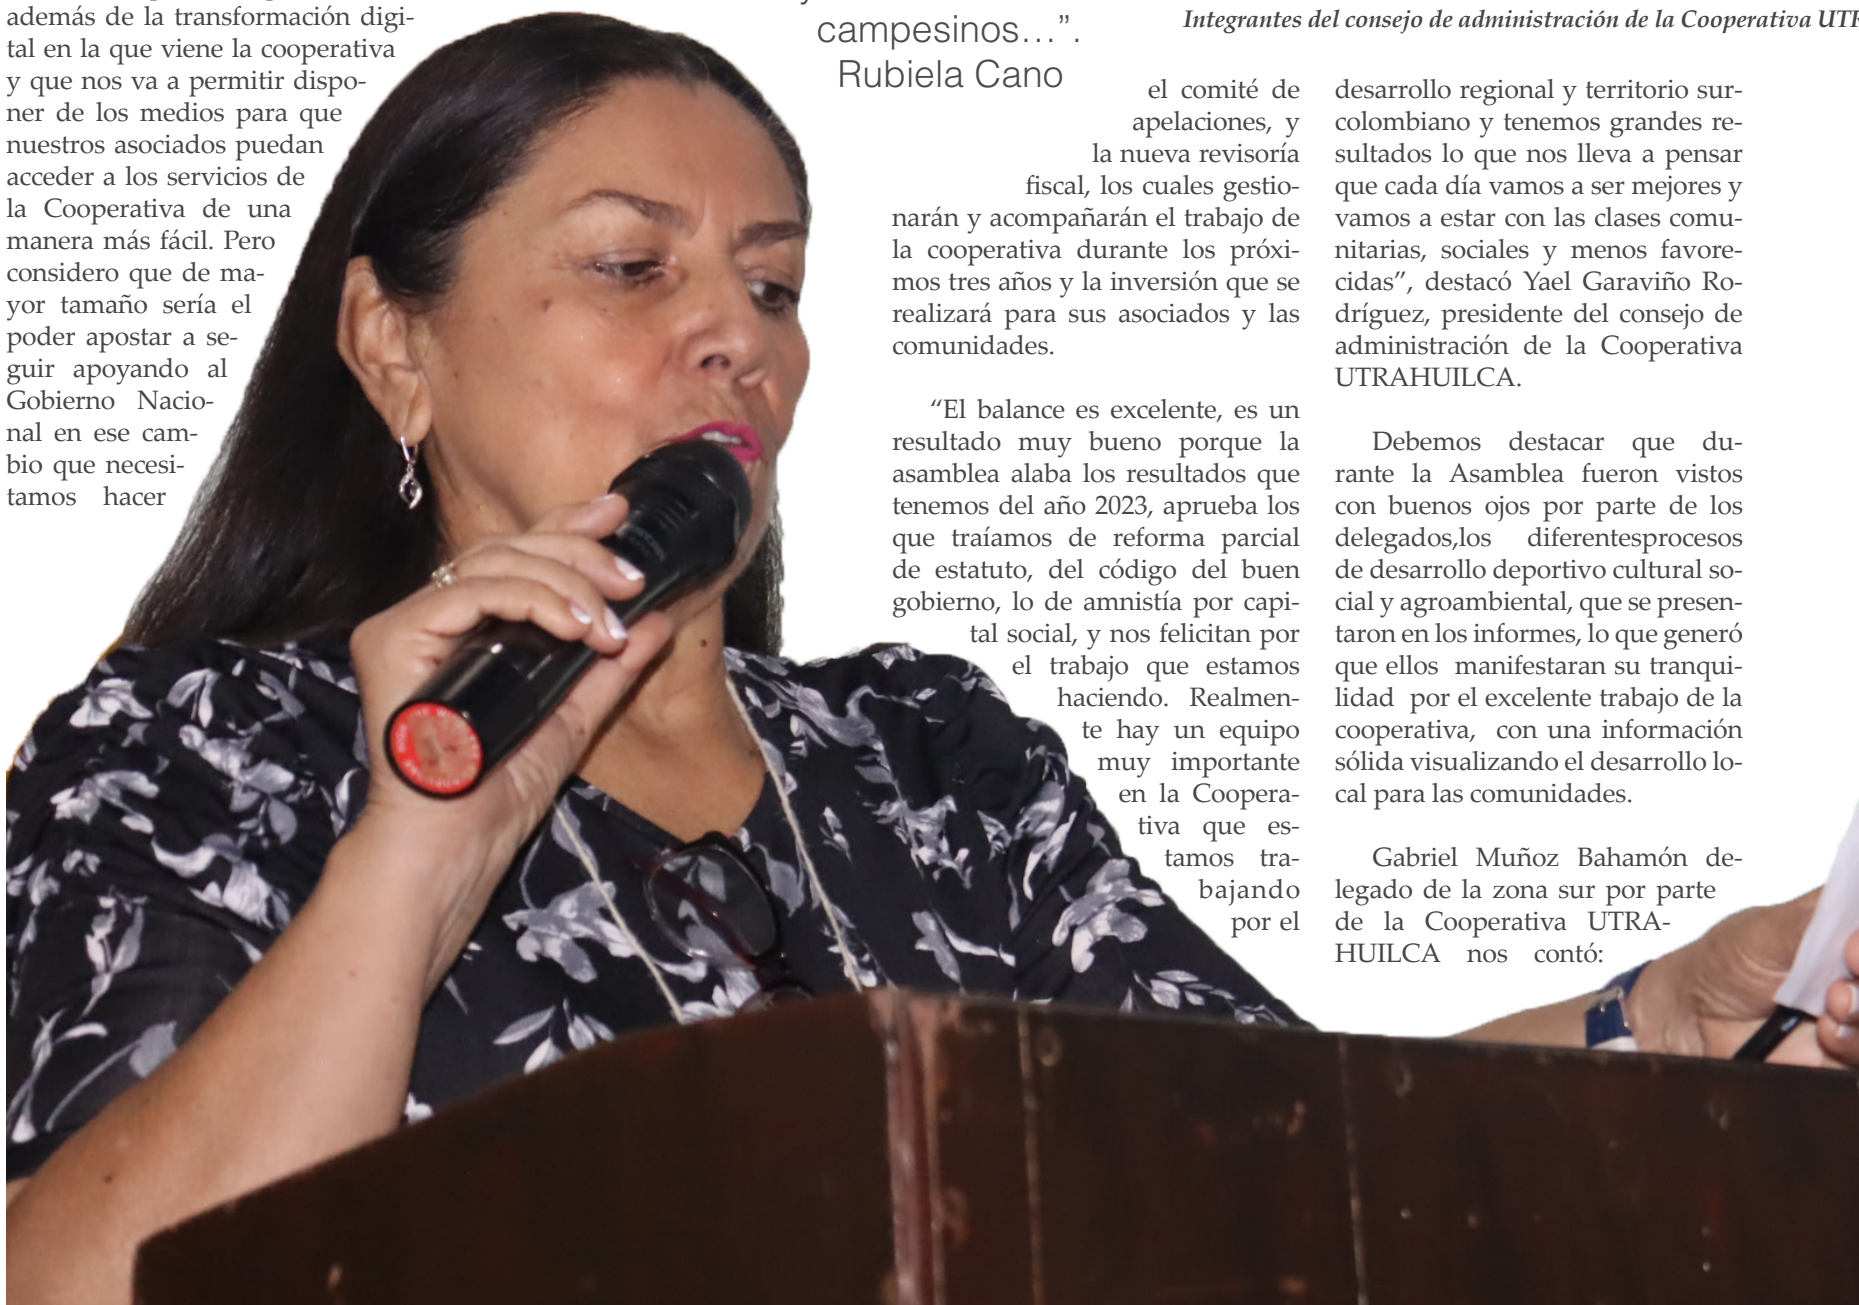 además de la transformación digi-
tal en la que viene la cooperativa
y que nos va a permitir dispo-
ner de los medios para que
nuestros asociados puedan
acceder a los servicios de
la Cooperativa de una
manera más fácil. Pero
considero que de ma-
yor tamaño sería el
poder apostar a se-
guir apoyando al
Gobierno Nacio-
nal en ese cam-
bio que necesi-
tamos hacer
campesinos…”.
Rubiela Cano
Integrantes del consejo de administración de la Cooperativa
el comité de
apelaciones, y
la nueva revisoría
fiscal, los cuales gestio-
narán y acompañarán el trabajo de
la cooperativa durante los próxi-
mos tres años y la inversión que se
realizará para sus asociados y las
comunidades.
“El balance es excelente, es un
resultado muy bueno porque la
asamblea alaba los resultados que
tenemos del año 2023, aprueba los
que traíamos de reforma parcial
de estatuto, del código del buen
gobierno, lo de amnistía por capi-
tal social, y nos felicitan por
el trabajo que estamos
haciendo. Realmen-
te hay un equipo
muy importante
en la Coopera-
tiva que es-
tamos tra-
bajando
por el
desarrollo regional y territorio sur-
colombiano y tenemos grandes re-
sultados lo que nos lleva a pensar
que cada día vamos a ser mejores y
vamos a estar con las clases comu-
nitarias, sociales y menos favore-
cidas”, destacó Yael Garaviño Ro-
dríguez, presidente del consejo de
administración de la Cooperativa
UTRAHUILCA.
Debemos destacar que du-
rante la Asamblea fueron vistos
con buenos ojos por parte de los
delegados,los diferentesprocesos
de desarrollo deportivo cultural so-
cial y agroambiental, que se presen-
taron en los informes, lo que generó
que ellos manifestaran su tranqui-
lidad por el excelente trabajo de la
cooperativa, con una información
sólida visualizando el desarrollo lo-
cal para las comunidades.
Gabriel Muñoz Bahamón de-
legado de la zona sur por parte
de la Cooperativa UTRA-
HUILCA nos contó: